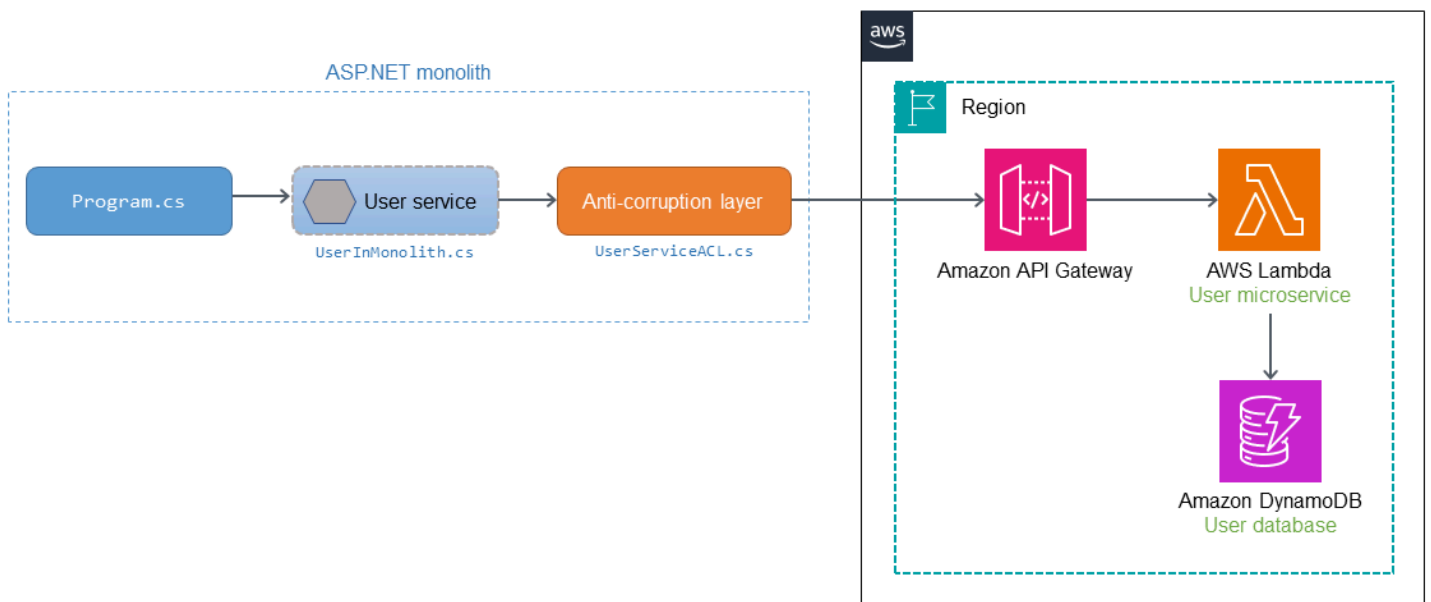 ASP.NET monolith
Program.cs
User service
UserInMonolith.cs
Anti-corruption layer
UserServiceACL.cs
aws
Region
</>
Amazon API Gateway
AWS Lambda
User microservice
Amazon DynamoDB
User database